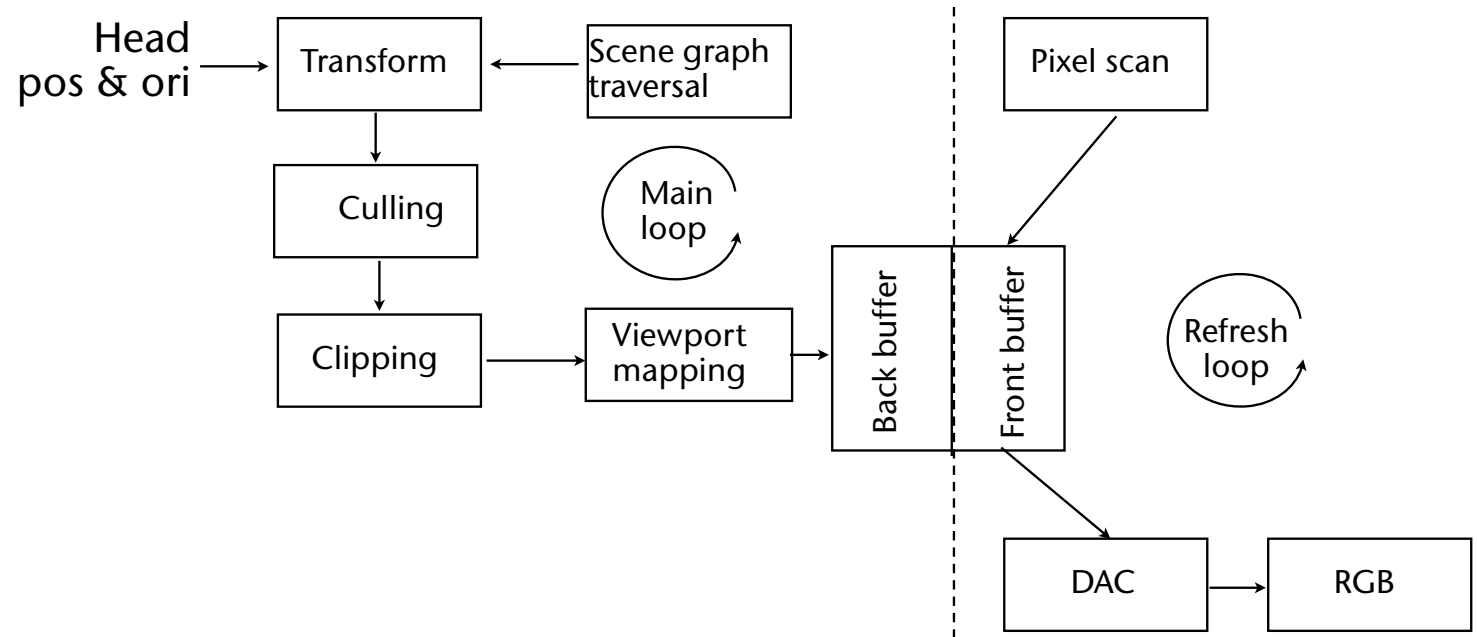 Head
pos & ori
Transform
Scene graph
traversal
Pixel scan
Culling
Main
loop
Clipping
Viewport
mapping
Back buffer
Front buffer
Refresh
loop
DAC
RGB